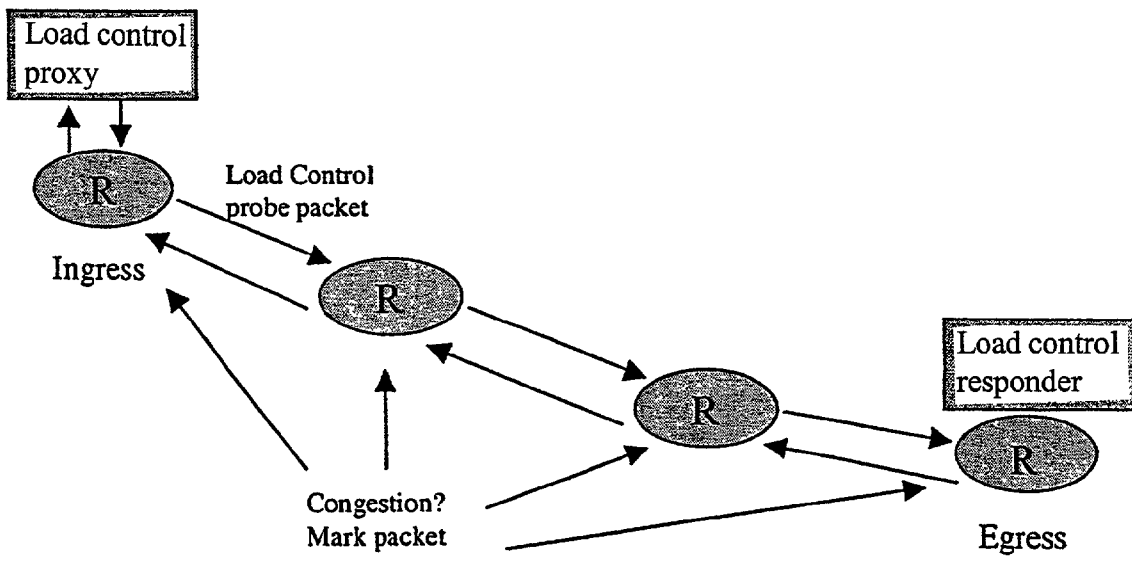 Load control
proxy
R
Load Control
probe packet
Ingress
R
R
Load control
responder
R
Congestion?
Mark packet
Egress